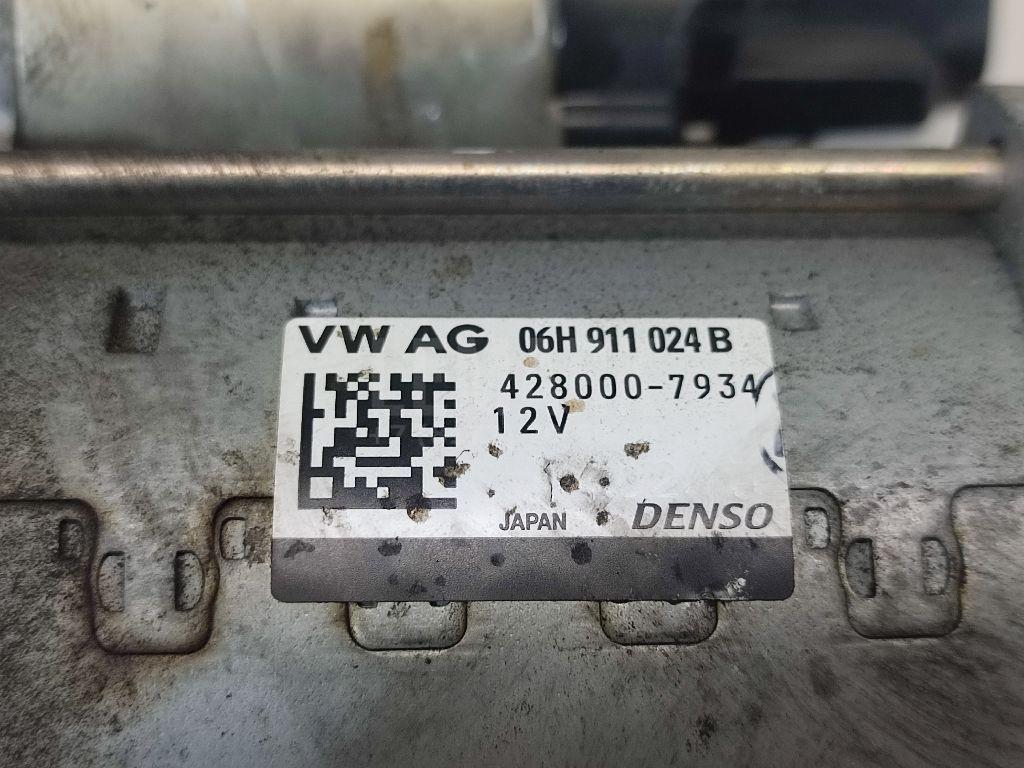 VW AG 06H 911 024 B
428000-7934
12V
JAPAN DENSO